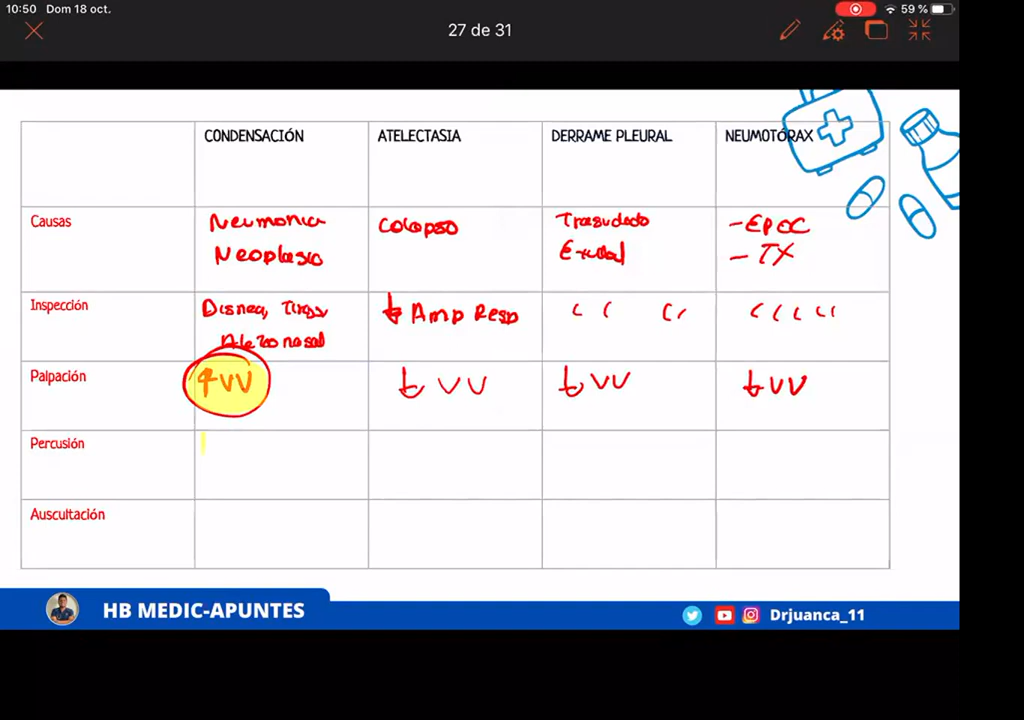 10:50 Dom 18 oct.
59 %
27 de 31
CONDENSACIÓN ATELECTASIA DERRAME PLEURAL NEUMOTÓRAX
Causas Neumonia Colapso Trasudado - EPOC
Neoplasia - TX
Inspección Disnea, ↓ Amp Resp
Aleteo nasal
Palpación ↑VV ↓ VV ↓ VV ↓ VV
Percusión
Auscultación
HB MEDIC-APUNTES
Drjuanca_11